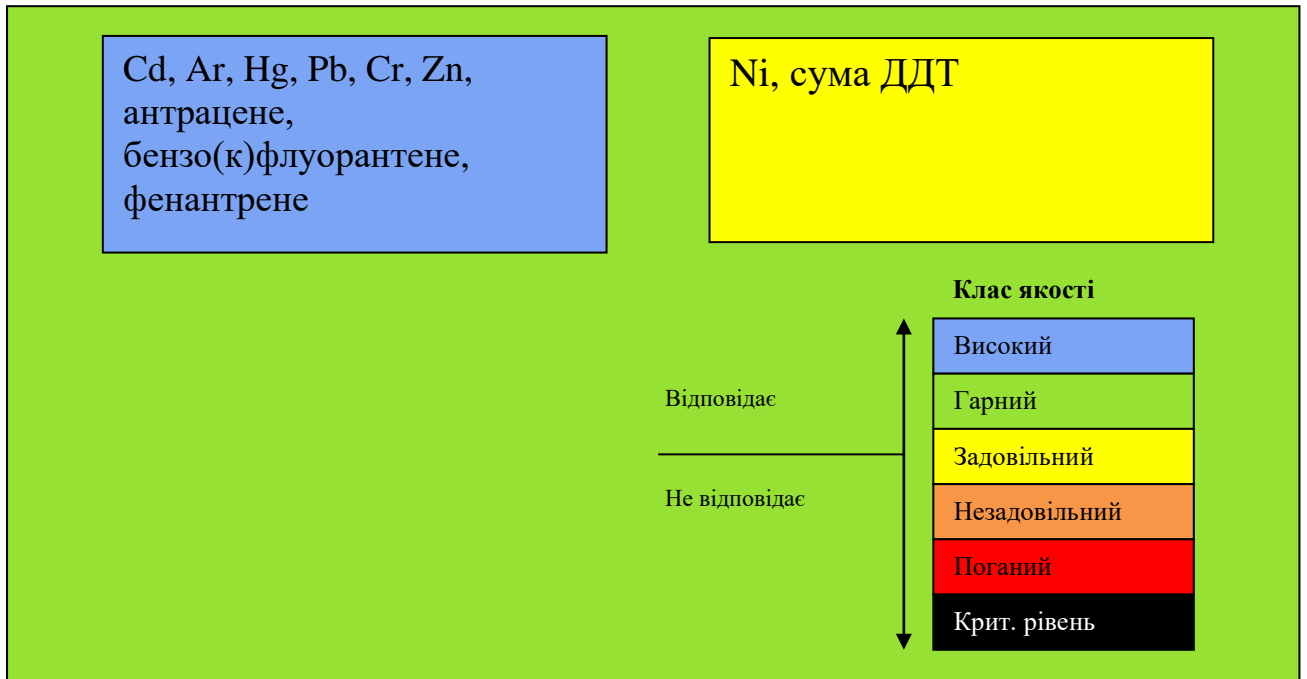 Cd, Ar, Hg, Pb, Cr, Zn,
антрацене,
бензо(к)флуорантене,
фенантрене
Ni, сума ДДТ
Клас якості
Високий
Відповідає
Гарний
Задовільний
Не відповідає
Незадовільний
Поганий
Крит. рівень